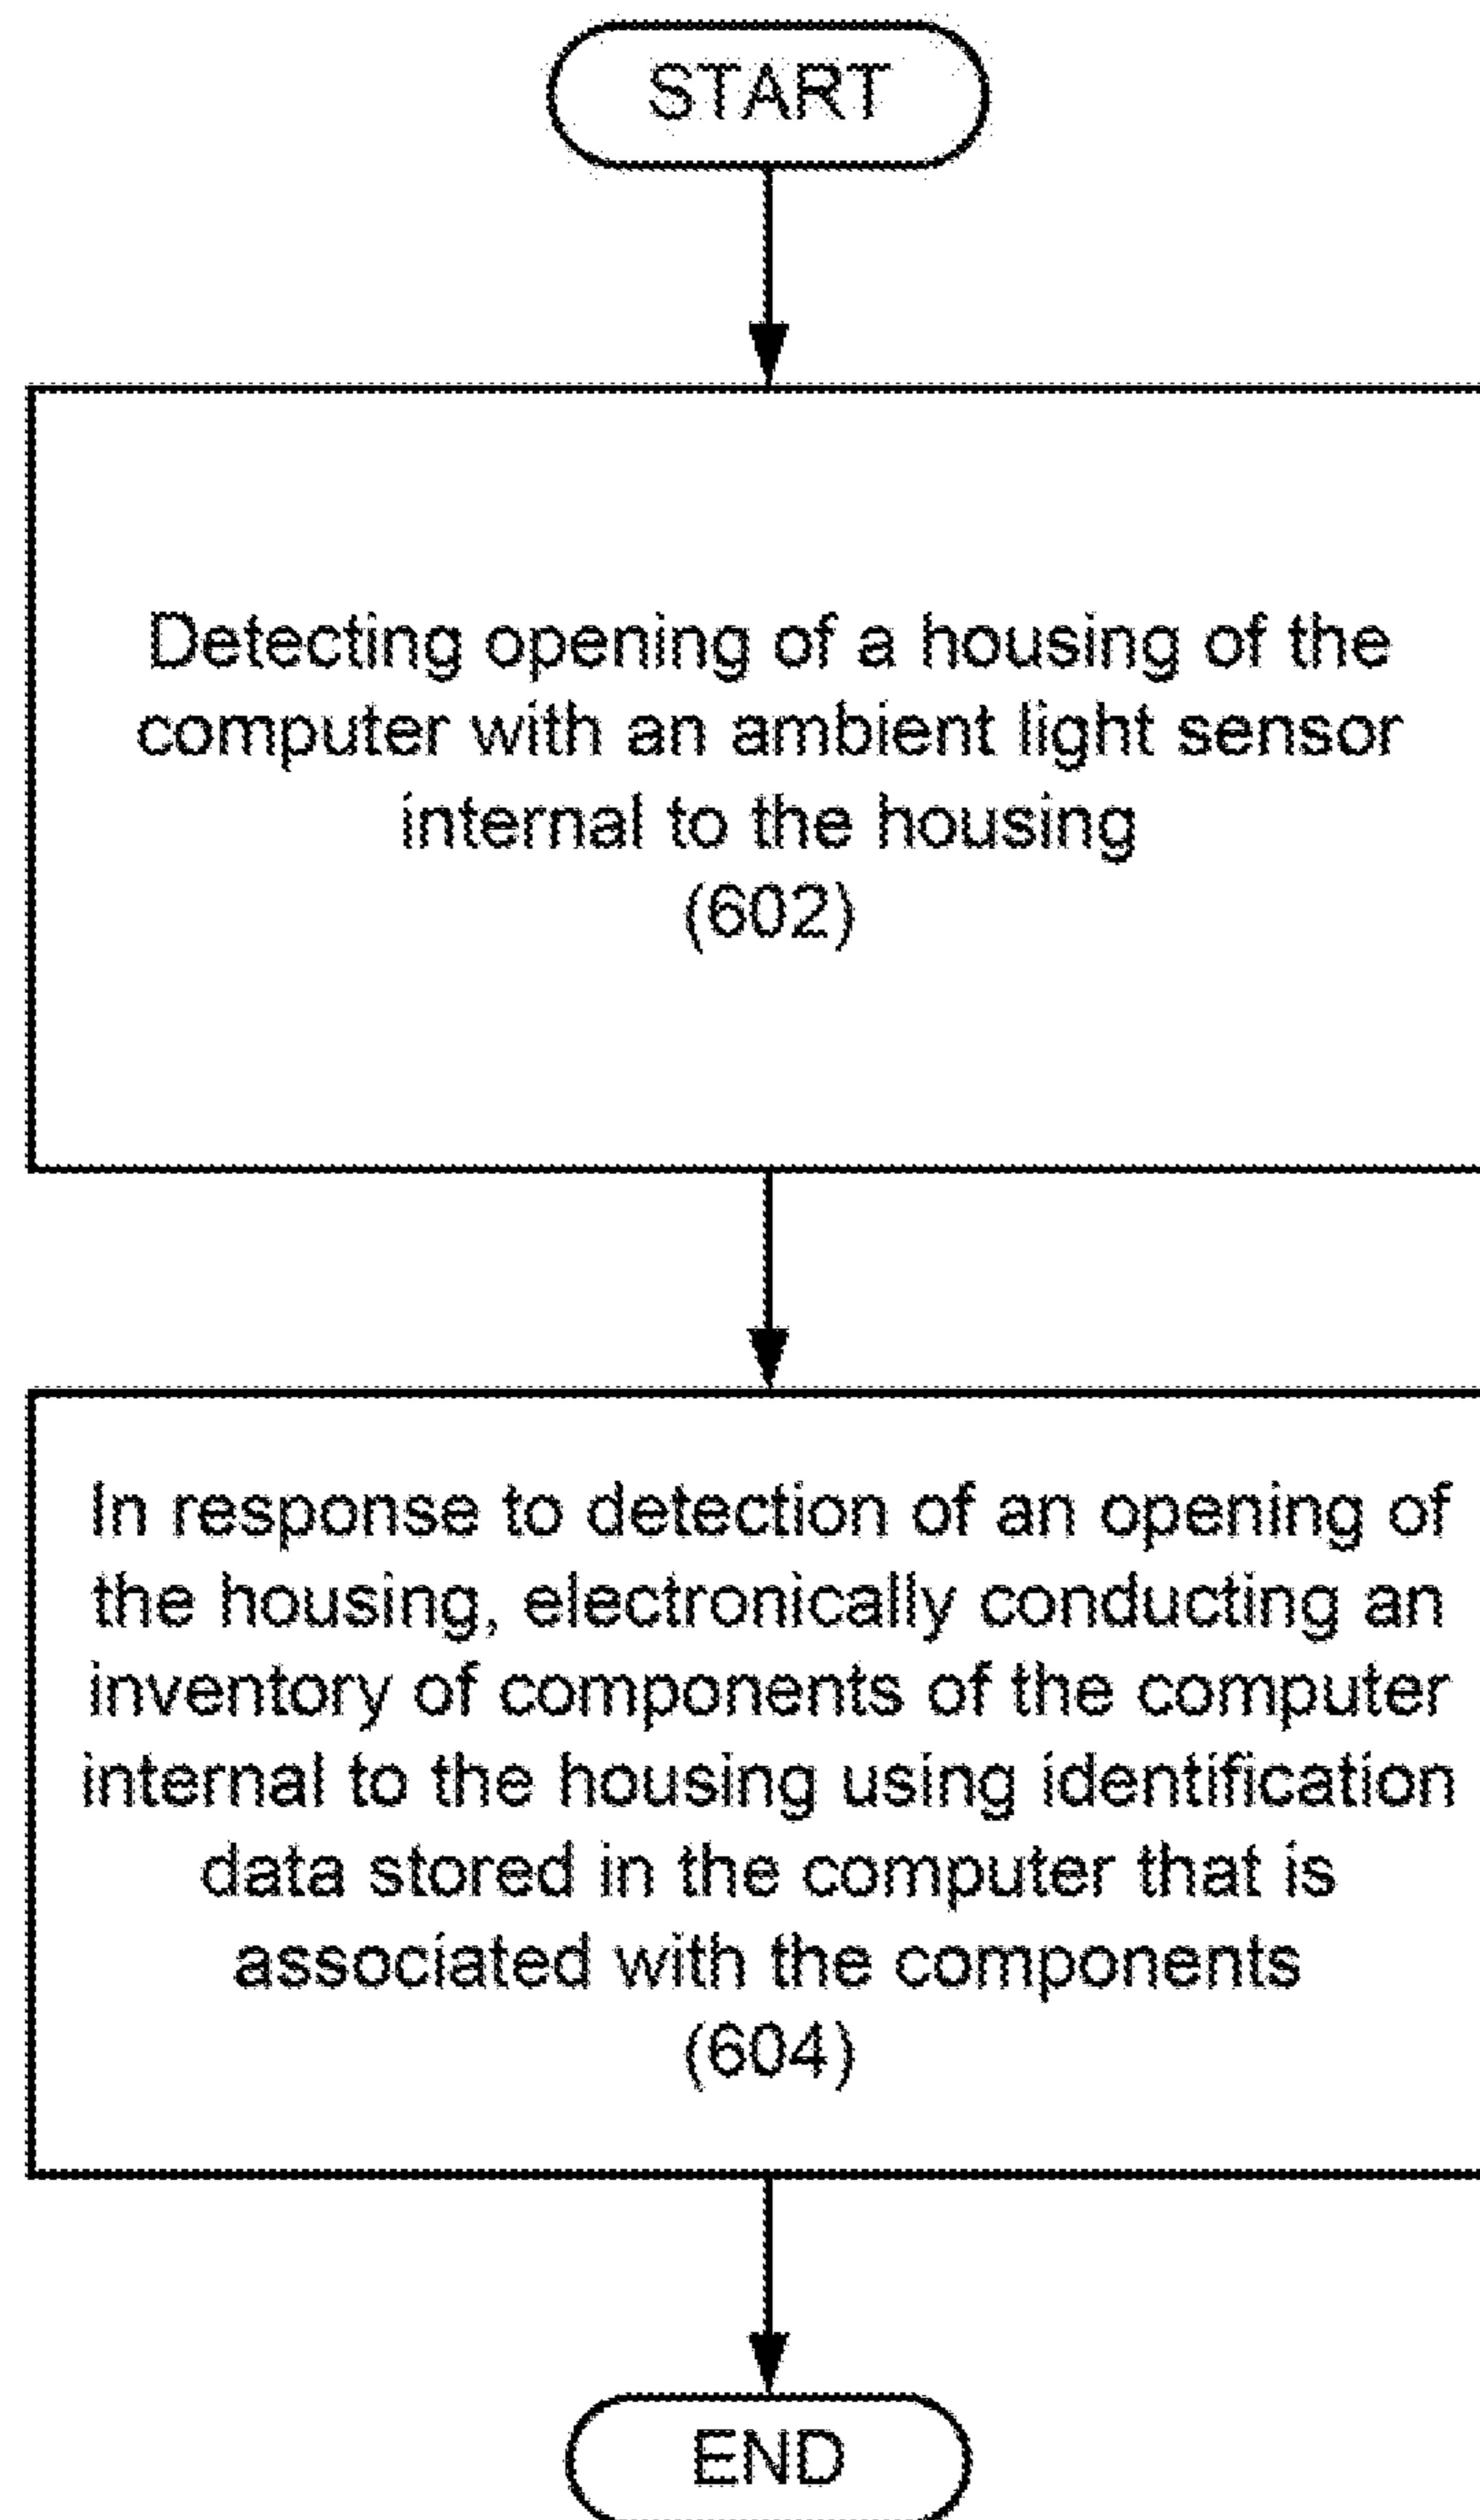 START
Detecting opening of a housing of the
computer with an ambient light sensor
internal to the housing
(602)
In response to detection of an opening of
the housing, electronically conducting an
inventory of components of the computer
internal to the housing using identification
data stored in the computer that is
associated with the components
(604)
END